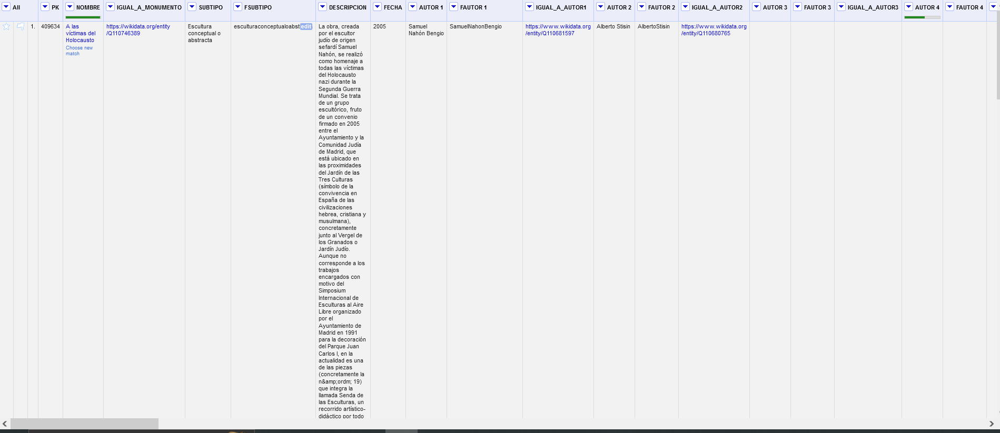 All PK NOMBRE IGUAL_A_MONUMENTO SUBTIPO FSUBTIPO DESCRIPCION FECHA AUTOR 1 FAUTOR 1 IGUAL_A_AUTOR1 AUTOR 2 FAUTOR 2 IGUAL_A_AUTOR2 AUTOR 3 FAUTOR 3 IGUAL_A_AUTOR3 AUTOR 4 FAUTOR 4
1.
409634
A las
víctimas del
Holocausto
Choose new
match
https://wikidata.org/entity
/Q110746389
Escultura
conceptual o
abstracta
esculturaconceptualoabst
edit
La obra, creada
por el escultor
judío de origen
sefardí Samuel
Nahón, se realizó
como homenaje a
todas las víctimas
del Holocausto
nazi durante la
Segunda Guerra
Mundial. Se trata
de un grupo
escultórico, fruto
de un convenio
firmado en 2005
entre el
Ayuntamiento y la
Comunidad Judía
de Madrid, que
está ubicado en
las proximidades
del Jardín de las
Tres Culturas
(símbolo de la
convivencia en
España de las
civilizaciones
hebrea, cristiana y
musulmana),
concretamente
junto al Vergel de
los Granados o
Jardín Judío.
Aunque no
corresponde a los
trabajos
encargados con
motivo del
Simposium
Internacional de
Esculturas al Aire
Libre organizado
por el
Ayuntamiento de
Madrid en 1991
para la decoración
del Parque Juan
Carlos I, en la
actualidad es una
de las piezas
(concretamente la
n&amp;ordm; 19)
que integra la
llamada Senda de
las Esculturas, un
recorrido artístico-
didáctico por todo
2005
Samuel
Nahón Bengio
SamuelNahonBengio
https://www.wikidata.org
/entity/Q110681597
Alberto Stisin
AlbertoStisin
https://www.wikidata.org
/entity/Q110680765